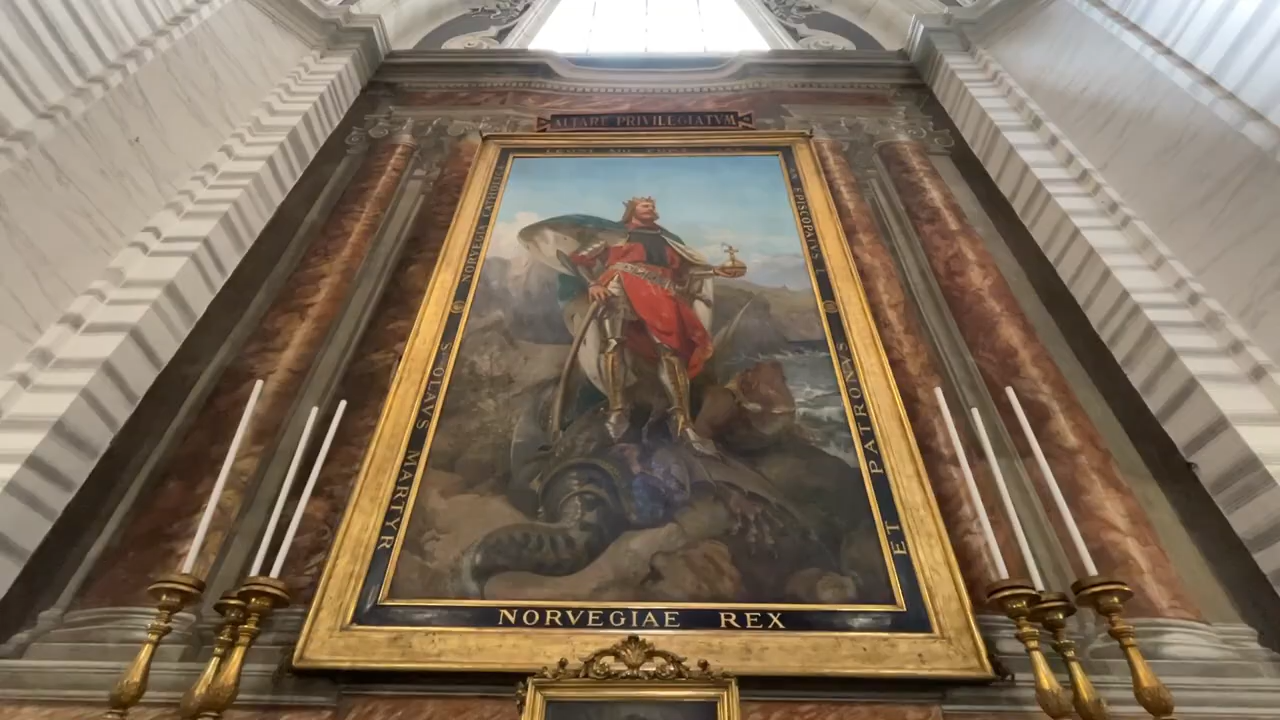 ALTARE PRIVILEGIATVM
NORVEGIA CATHOLICA
EPISCOPATVS
S· OLAVS MARTYR
ET PATRONVS
NORVEGIAE REX